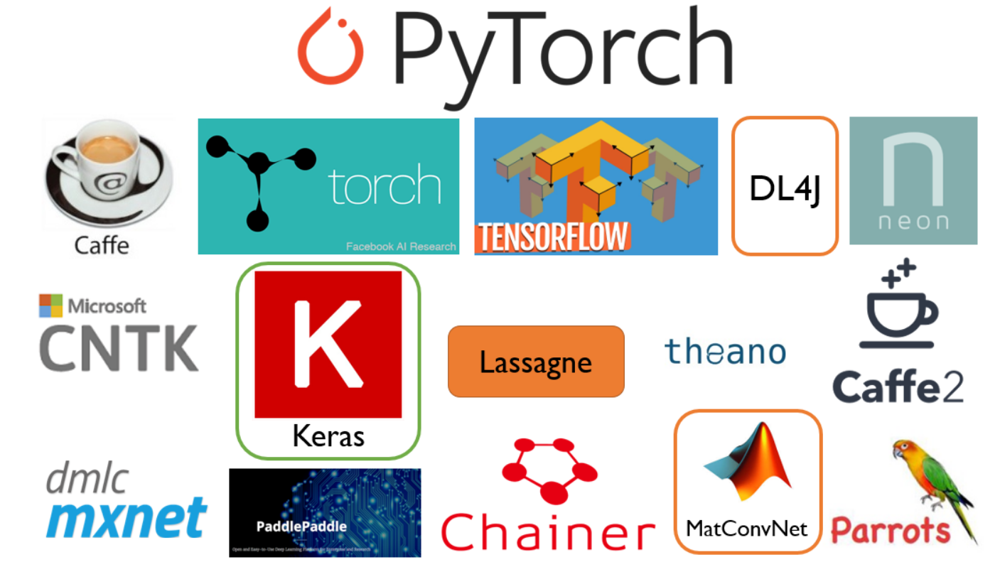 PyTorch
Caffe
torch
Facebook AI Research
TENSORFLOW
DL4J
neon
Microsoft
CNTK
K
Keras
Lassagne
theano
Caffe2
dmlc
mxnet
PaddlePaddle
Open and Easy-to-Use Deep Learning Platform for Enterprise and Research
Chainer
MatConvNet
Parrots